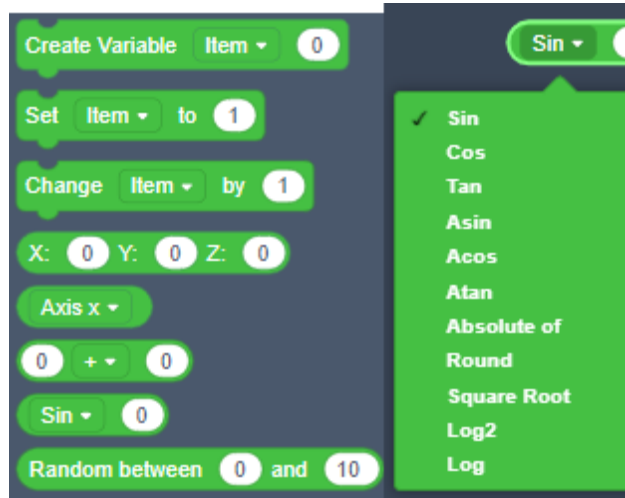 Create Variable Item 0
Set Item to 1
Change Item by 1
X: 0 Y: 0 Z: 0
Axis x
0 + 0
Sin 0
Random between 0 and 10
Sin
Sin
Cos
Tan
Asin
Acos
Atan
Absolute of
Round
Square Root
Log2
Log